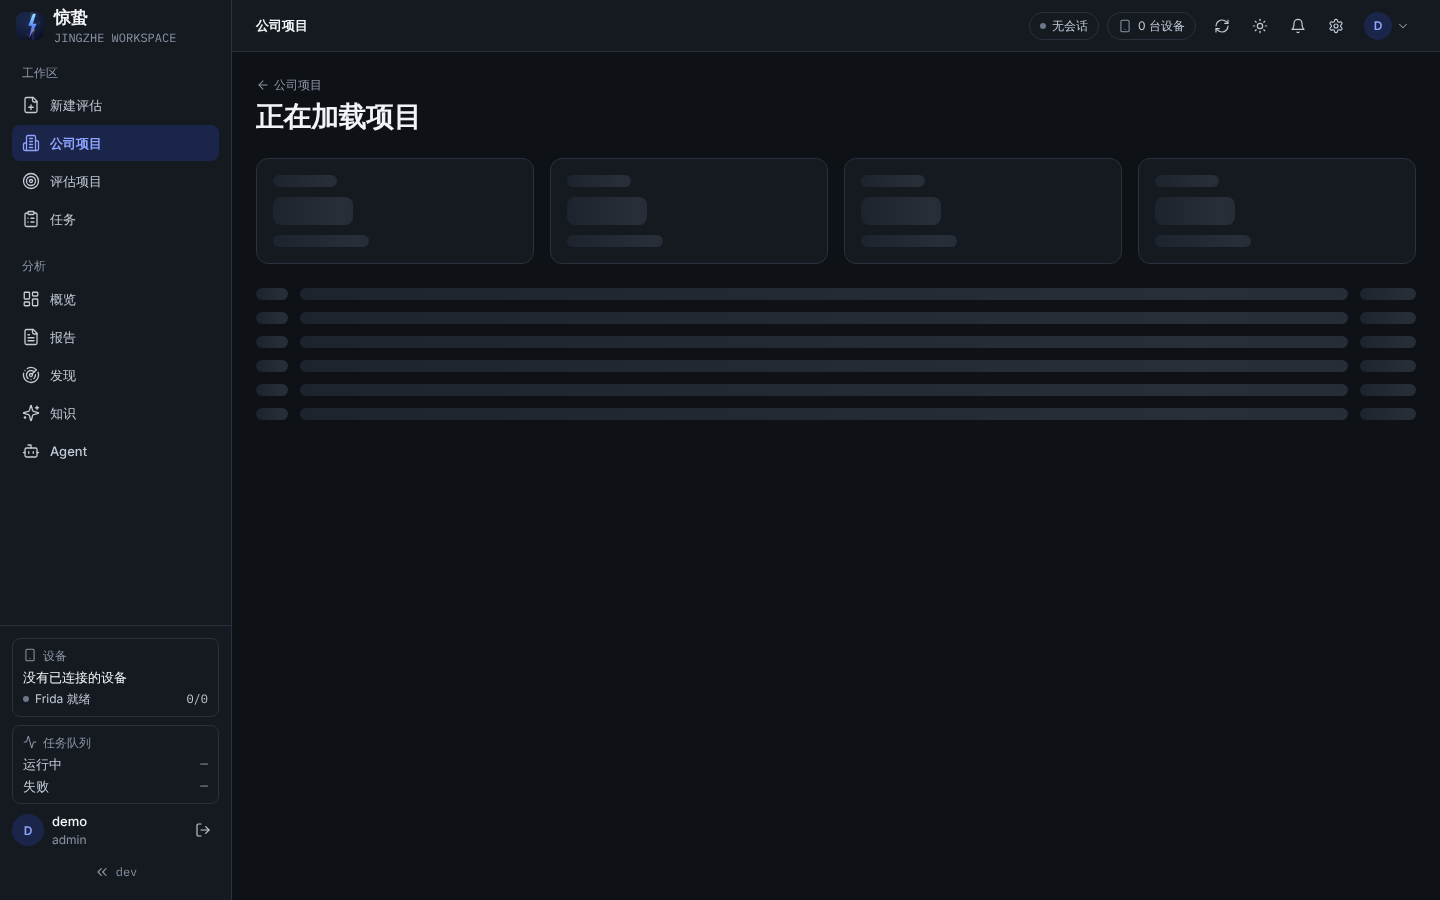 惊蛰
JINGZHE WORKSPACE
工作区
新建评估
公司项目
评估项目
任务
分析
概览
报告
发现
知识
Agent
设备
没有已连接的设备
Frida 就绪 0/0
任务队列
运行中 —
失败 —
D
demo
admin
dev
公司项目
无会话
0 台设备
D
公司项目
正在加载项目